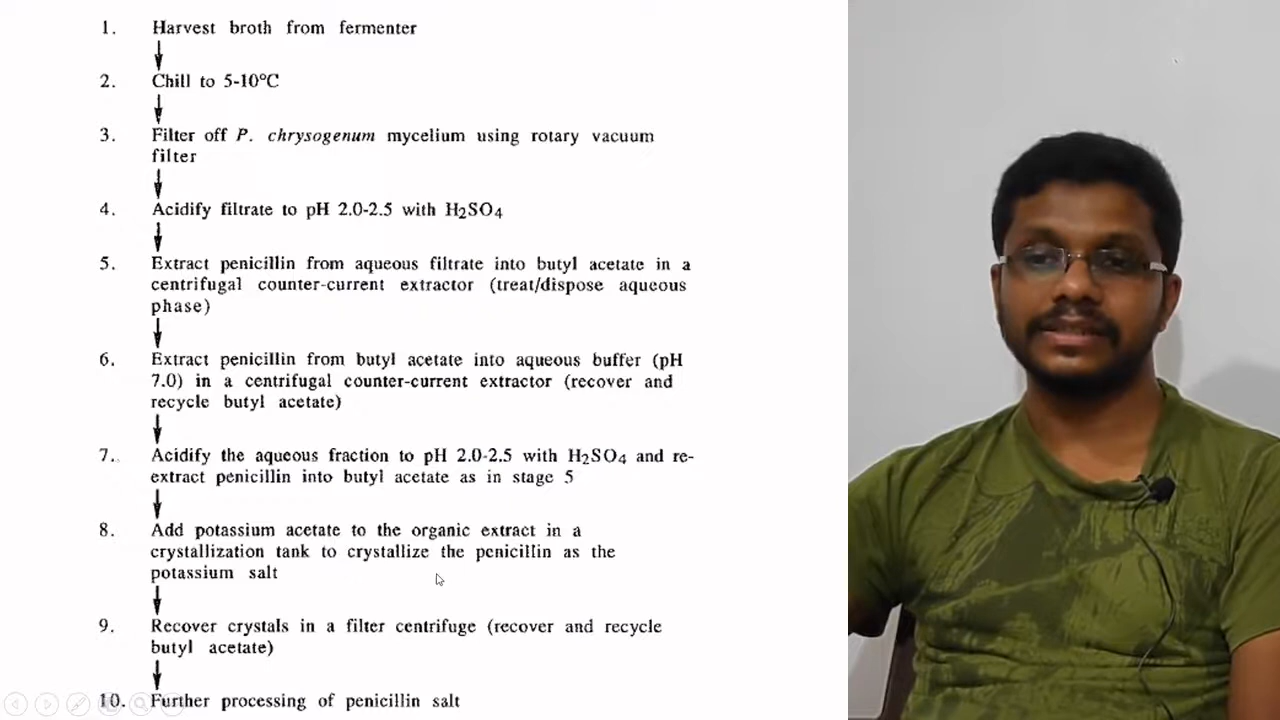 1. Harvest broth from fermenter
2. Chill to 5-10°C
3. Filter off P. chrysogenum mycelium using rotary vacuum
filter
4. Acidify filtrate to pH 2.0-2.5 with H₂SO₄
5. Extract penicillin from aqueous filtrate into butyl acetate in a
centrifugal counter-current extractor (treat/dispose aqueous
phase)
6. Extract penicillin from butyl acetate into aqueous buffer (pH
7.0) in a centrifugal counter-current extractor (recover and
recycle butyl acetate)
7. Acidify the aqueous fraction to pH 2.0-2.5 with H₂SO₄ and re-
extract penicillin into butyl acetate as in stage 5
8. Add potassium acetate to the organic extract in a
crystallization tank to crystallize the penicillin as the
potassium salt
9. Recover crystals in a filter centrifuge (recover and recycle
butyl acetate)
10. Further processing of penicillin salt